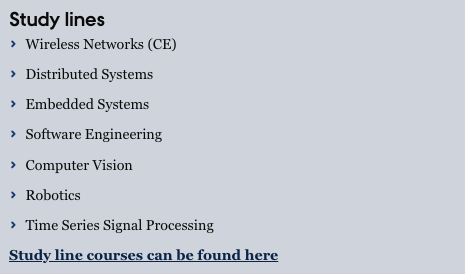 Study lines
Wireless Networks (CE)
Distributed Systems
Embedded Systems
Software Engineering
Computer Vision
Robotics
Time Series Signal Processing
Study line courses can be found here